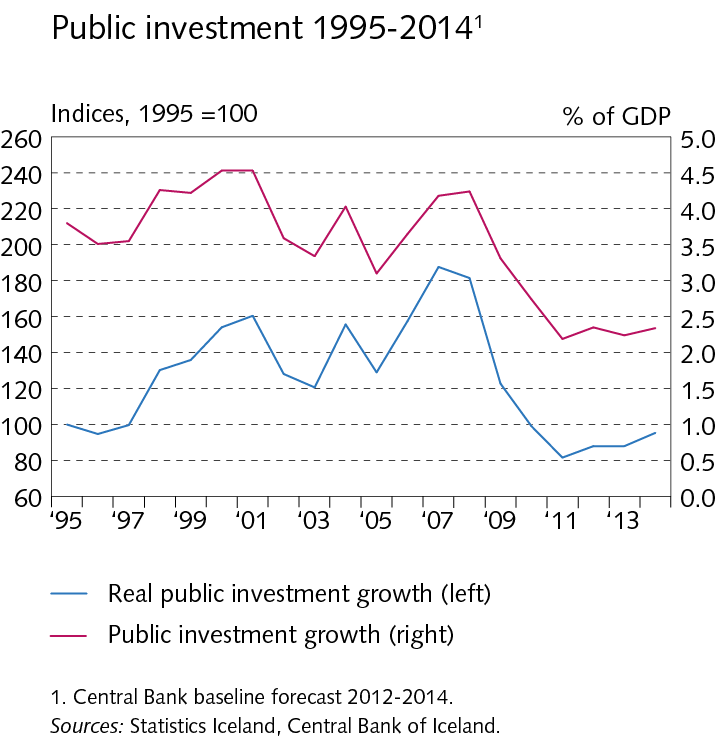 Public investment 1995-2014¹
Indices, 1995 =100
% of GDP
260 5.0
240 4.5
220 4.0
200 3.5
180 3.0
160 2.5
140 2.0
120 1.5
100 1.0
80 0.5
60 0.0
‘95 ‘97 ‘99 ‘01 ‘03 ‘05 ‘07 ‘09 ‘11 ‘13
Real public investment growth (left)
Public investment growth (right)
1. Central Bank baseline forecast 2012-2014.
Sources: Statistics Iceland, Central Bank of Iceland.